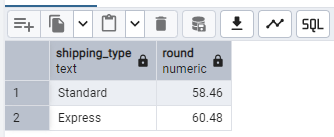 SQL
shipping_type round
text numeric
1 Standard 58.46
2 Express 60.48